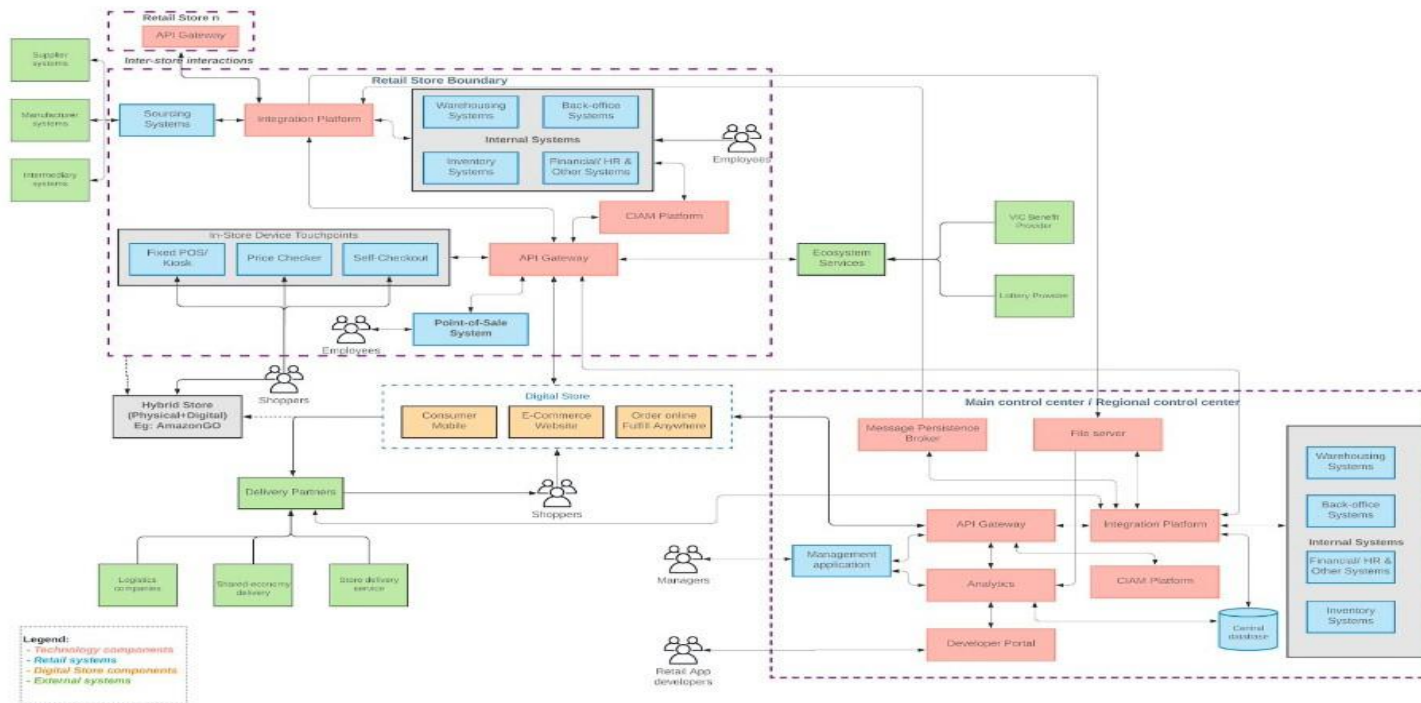 Retail Store n
API Gateway
Inter-store interactions
Supplier
systems
Manufacturer
systems
Intermediary
systems
Retail Store Boundary
Sourcing
Systems
Integration Platform
Warehousing
Systems
Back-office
Systems
Internal Systems
Inventory
Systems
Financial/ HR &
Other Systems
Employees
CIAM Platform
In-Store Device Touchpoints
Fixed POS/
Kiosk
Price Checker
Self-Checkout
API Gateway
Ecosystem
Services
VIC Benefit
Provider
Lottery Provider
Employees
Point-of-Sale
System
Shoppers
Hybrid Store
(Physical+Digital)
Eg: AmazonGO
Digital Store
Consumer
Mobile
E-Commerce
Website
Order online
Fulfill Anywhere
Delivery Partners
Shoppers
Logistics
companies
Shared economy
delivery
Store delivery
service
Main control center / Regional control center
Message Persistence
Broker
File server
API Gateway
Integration Platform
Managers
Management
application
Analytics
CIAM Platform
Central
database
Developer Portal
Retail App
developers
Warehousing
Systems
Back-office
Systems
Internal Systems
Financial/ HR
& Other Systems
Inventory
Systems
Legend:
- Technology components
- Retail systems
- Digital Store components
- External systems